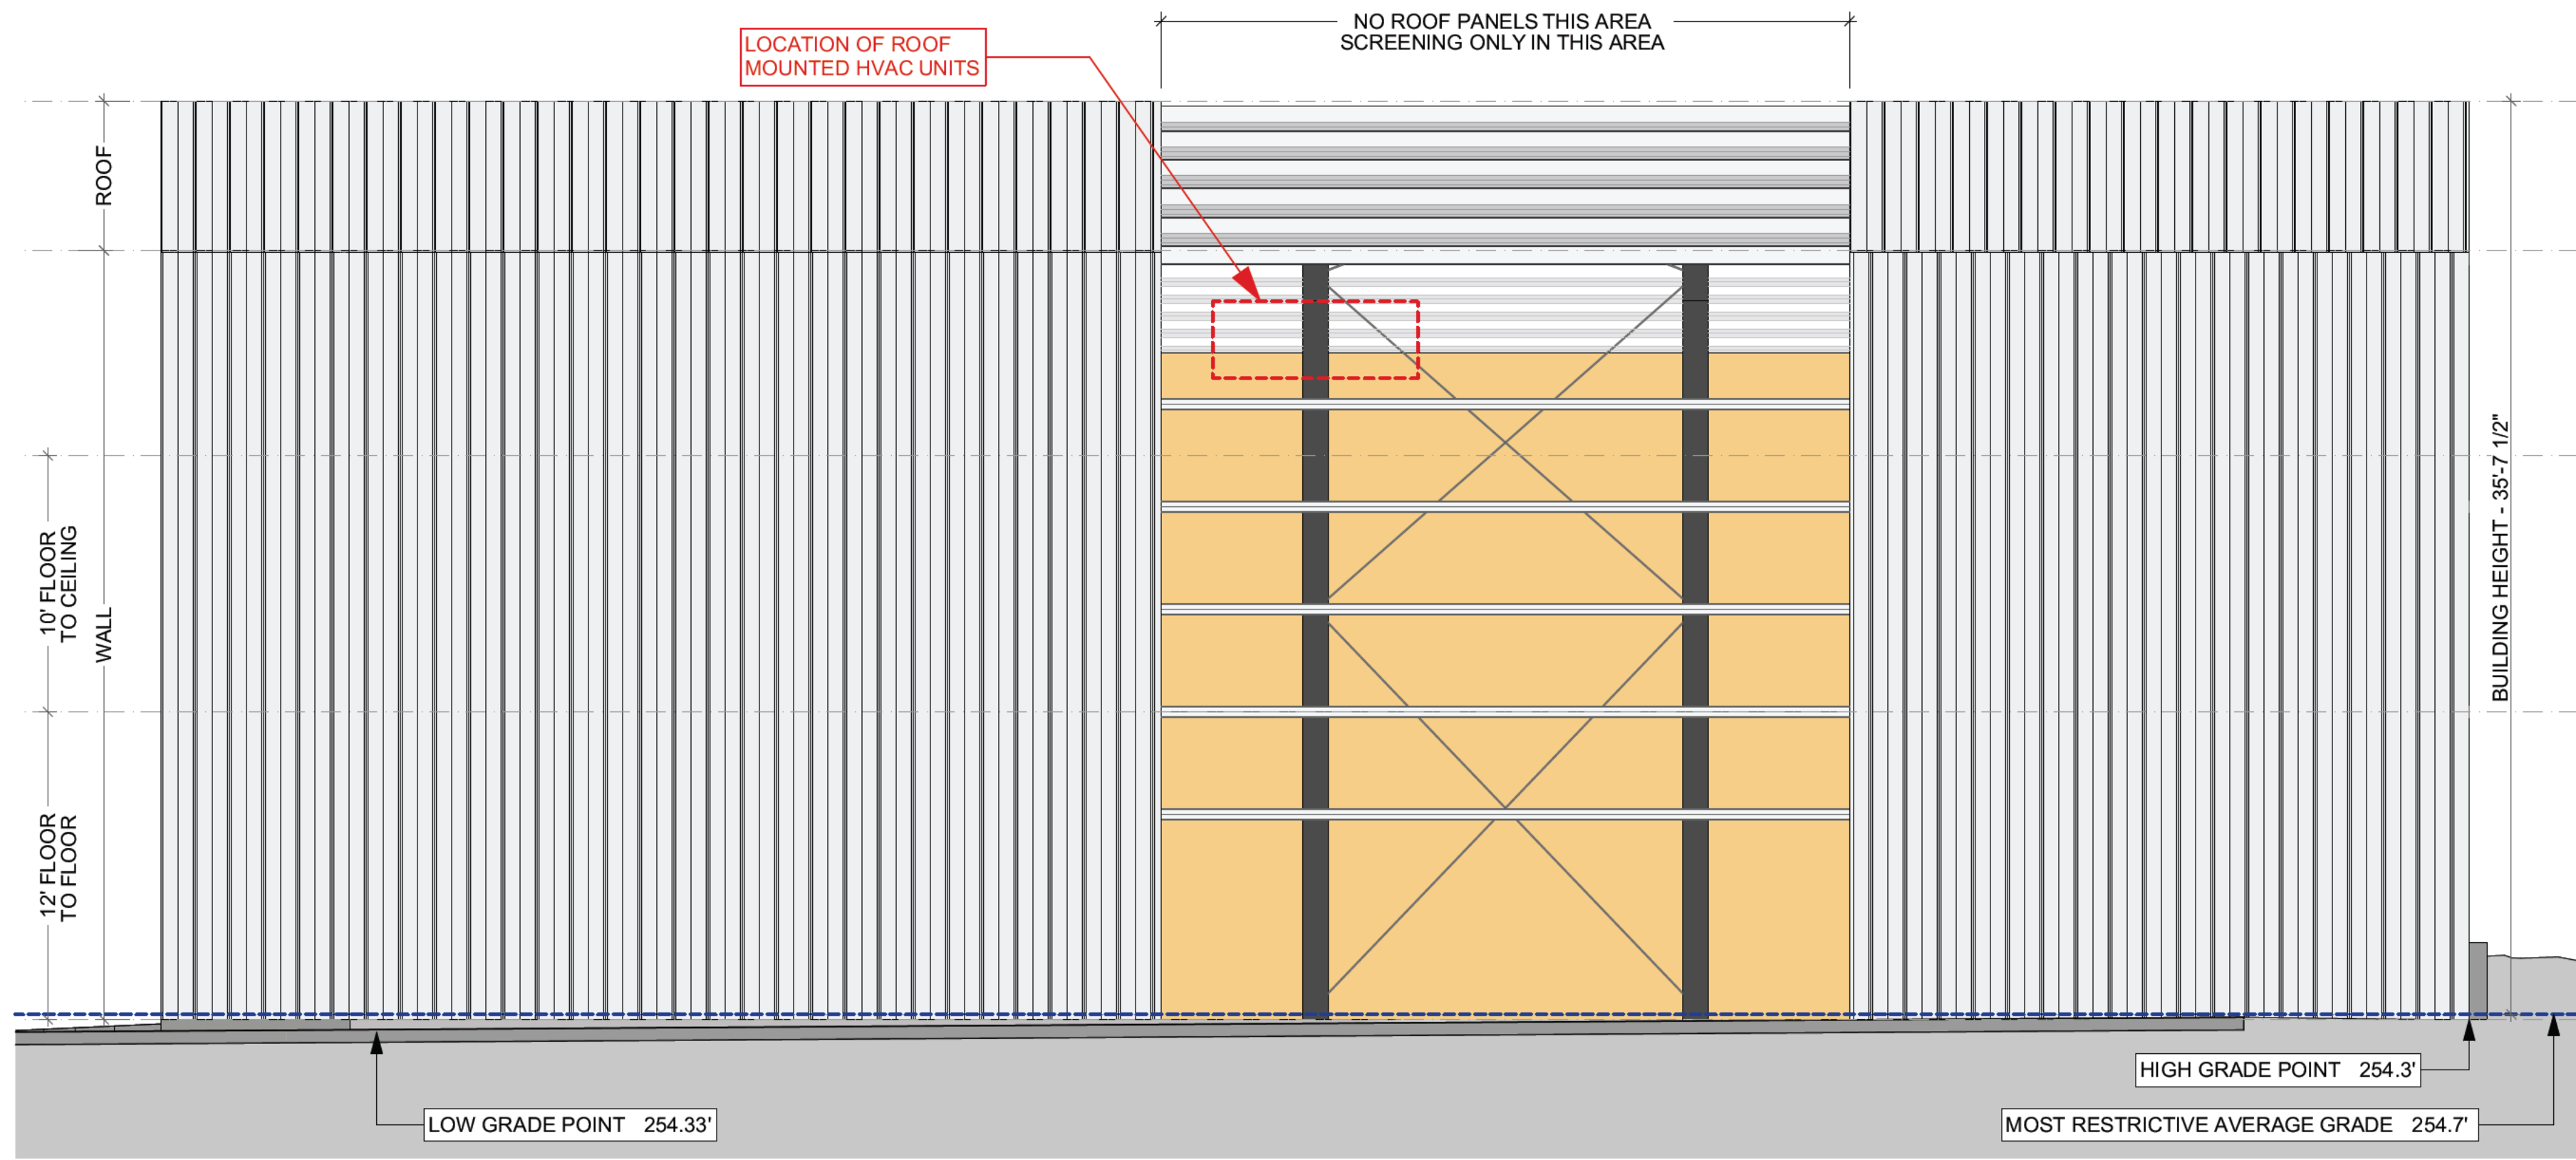 NO ROOF PANELS THIS AREA
SCREENING ONLY IN THIS AREA
LOCATION OF ROOF
MOUNTED HVAC UNITS
ROOF
WALL
10' FLOOR
TO CEILING
12' FLOOR
TO FLOOR
BUILDING HEIGHT - 35'-7 1/2"
HIGH GRADE POINT 254.3'
LOW GRADE POINT 254.33'
MOST RESTRICTIVE AVERAGE GRADE 254.7'